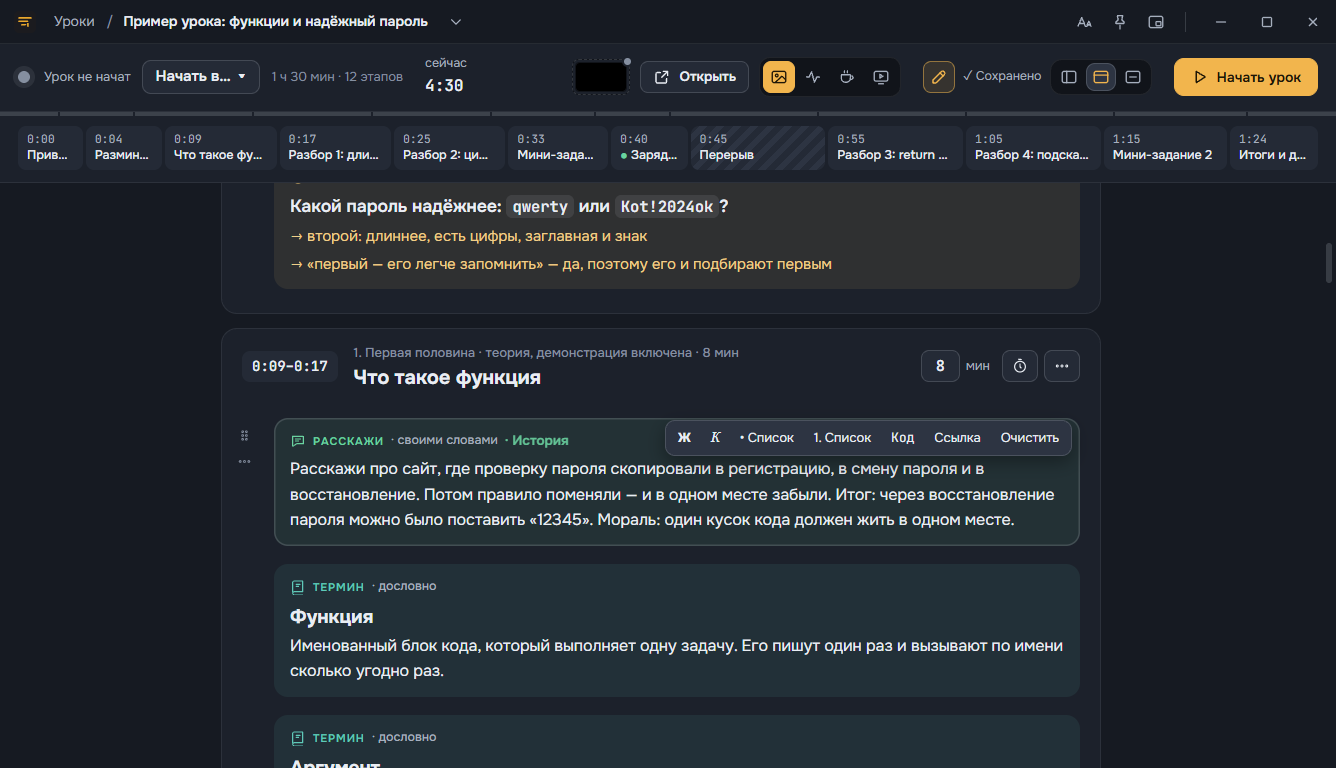 Уроки / Пример урока: функции и надёжный пароль
Aᴀ
Урок не начат
Начать в...
1 ч 30 мин · 12 этапов
сейчас
4:30
Открыть
✓ Сохранено
Начать урок
0:00
Прив...
0:04
Размин...
0:09
Что такое фу...
0:17
Разбор 1: дли...
0:25
Разбор 2: ци...
0:33
Мини-зада...
0:40
Заряд...
0:45
Перерыв
0:55
Разбор 3: return ...
1:05
Разбор 4: подска...
1:15
Мини-задание 2
1:24
Итоги и д...
Какой пароль надёжнее: qwerty или Kot!2024ok?
→ второй: длиннее, есть цифры, заглавная и знак
→ «первый — его легче запомнить» — да, поэтому его и подбирают первым
0:09–0:17
1. Первая половина · теория, демонстрация включена · 8 мин
Что такое функция
8 мин
РАССКАЖИ · своими словами · История
Ж К • Список 1. Список Код Ссылка Очистить
Расскажи про сайт, где проверку пароля скопировали в регистрацию, в смену пароля и в
восстановление. Потом правило поменяли — и в одном месте забыли. Итог: через восстановление
пароля можно было поставить «12345». Мораль: один кусок кода должен жить в одном месте.
ТЕРМИН · дословно
Функция
Именованный блок кода, который выполняет одну задачу. Его пишут один раз и вызывают по имени
сколько угодно раз.
ТЕРМИН · дословно
Аргумент